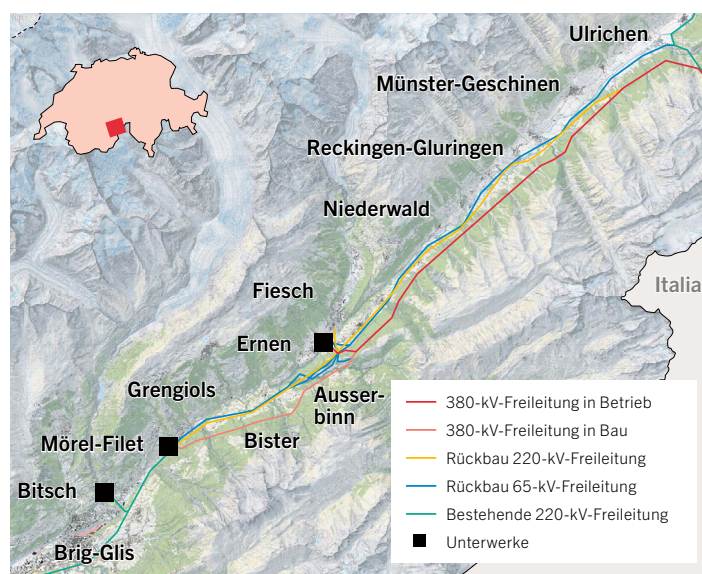 Ulrichen
Münster-Geschinen
Reckingen-Gluringen
Niederwald
Italia
Fiesch
Ernen
Grengiols
Ausser-
binn
Mörel-Filet
Bister
Bitsch
Brig-Glis
380-kV-Freileitung in Betrieb
380-kV-Freileitung in Bau
Rückbau 220-kV-Freileitung
Rückbau 65-kV-Freileitung
Bestehende 220-kV-Freileitung
Unterwerke